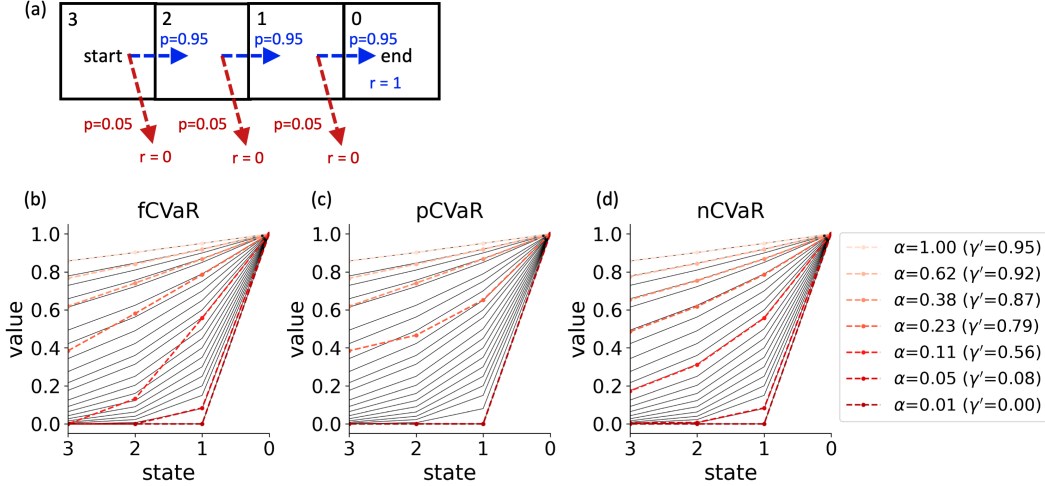 (a)
3 2 1 0
p=0.95 p=0.95 p=0.95
start end
r = 1
p=0.05 p=0.05 p=0.05
r = 0 r = 0 r = 0
(b) (c) (d)
fCVaR pCVaR nCVaR
1.0 1.0 1.0
0.8 0.8 0.8
0.6 0.6 0.6
0.4 0.4 0.4
0.2 0.2 0.2
0.0 0.0 0.0
value value value
3 2 1 0 3 2 1 0 3 2 1 0
state state state
α=1.00 (γ′=0.95)
α=0.62 (γ′=0.92)
α=0.38 (γ′=0.87)
α=0.23 (γ′=0.79)
α=0.11 (γ′=0.56)
α=0.05 (γ′=0.08)
α=0.01 (γ′=0.00)